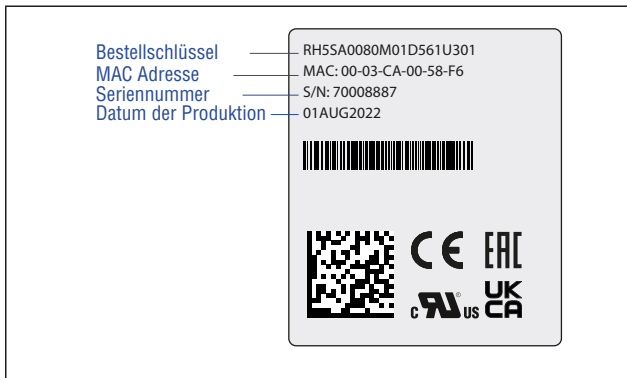 Bestellschlüssel RH5SA0080M01D561U301
MAC Adresse MAC: 00-03-CA-00-58-F6
Seriennummer S/N: 70008887
Datum der Produktion 01AUG2022
CE EAC
c RU ® US UK CA